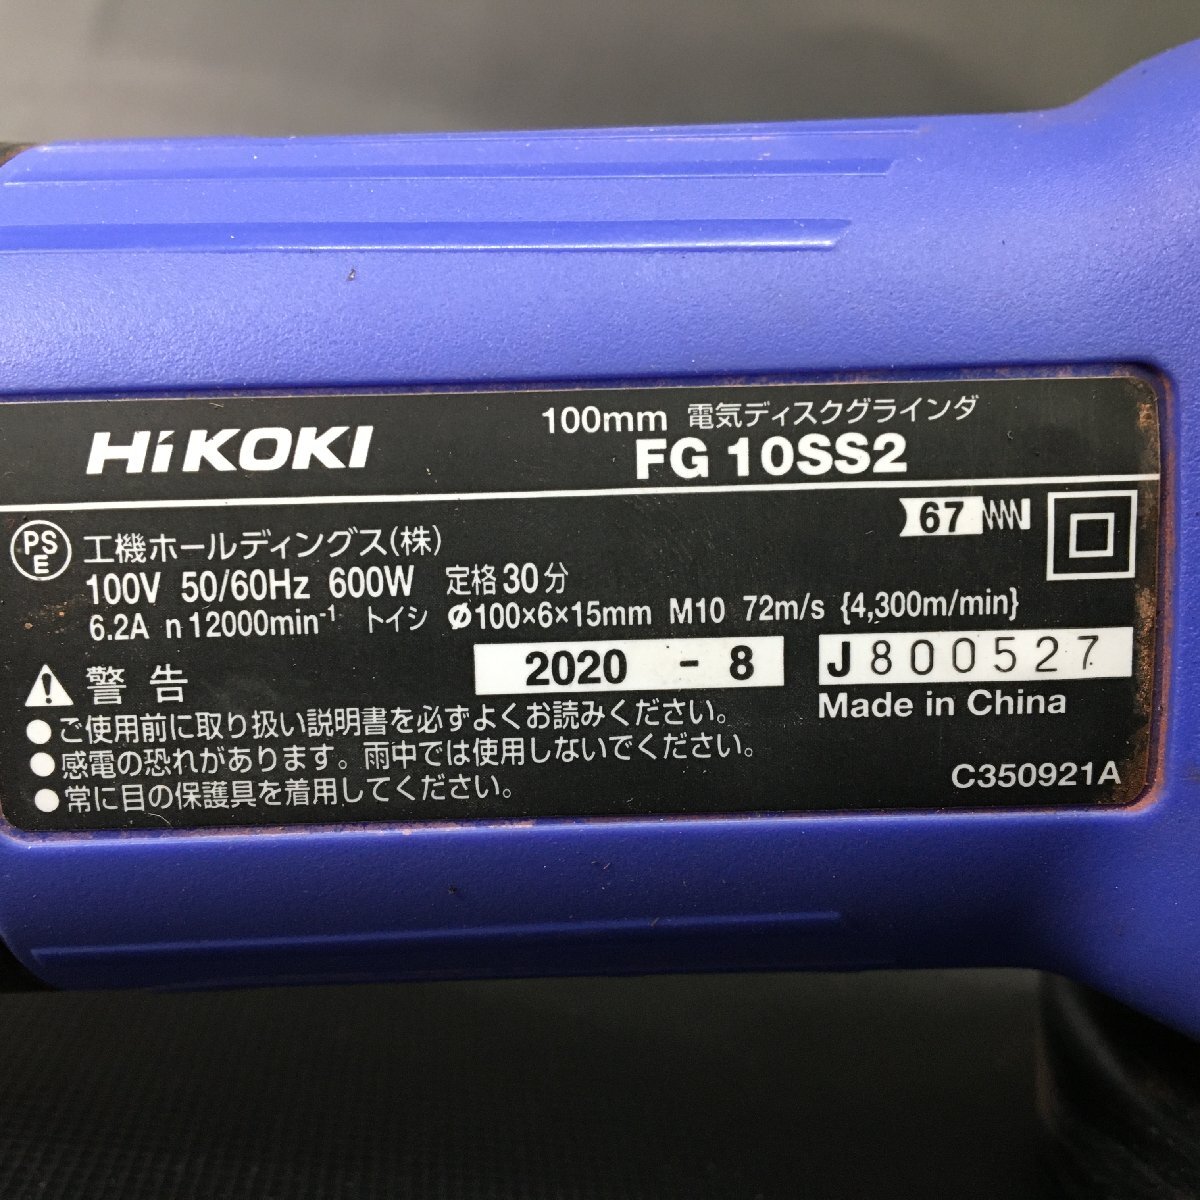 HiKOKI
100mm 電気ディスクグラインダ
FG 10SS2
67
PS
E
工機ホールディングス(株)
100V 50/60Hz 600W 定格30分
6.2A n 12000min⁻¹ トイシ Ø100×6×15mm M10 72m/s {4,300m/min}
警告
2020 - 8
J800527
Made in China
●ご使用前に取り扱い説明書を必ずよくお読みください。
●感電の恐れがあります。雨中では使用しないでください。
●常に目の保護具を着用してください。
C350921A